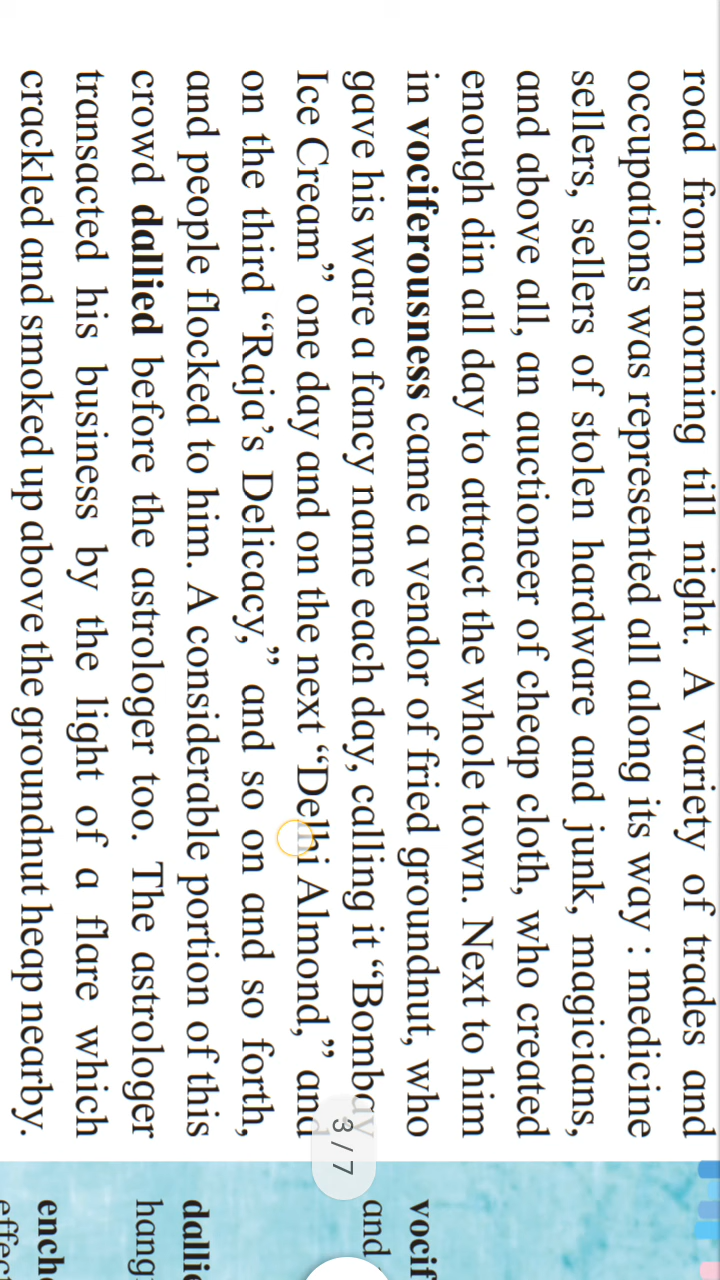 road from morning till night. A variety of trades and
occupations was represented all along its way : medicine
sellers, sellers of stolen hardware and junk, magicians,
and above all, an auctioneer of cheap cloth, who created
enough din all day to attract the whole town. Next to him
in vociferousness came a vendor of fried groundnut, who
gave his ware a fancy name each day, calling it “Bombay
Ice Cream” one day and on the next “Delhi Almond,” and
on the third “Raja’s Delicacy,” and so on and so forth,
and people flocked to him. A considerable portion of this
crowd dallied before the astrologer too. The astrologer
transacted his business by the light of a flare which
crackled and smoked up above the groundnut heap nearby.
3 / 7
vocif
and
dallie
hang
ench
effect